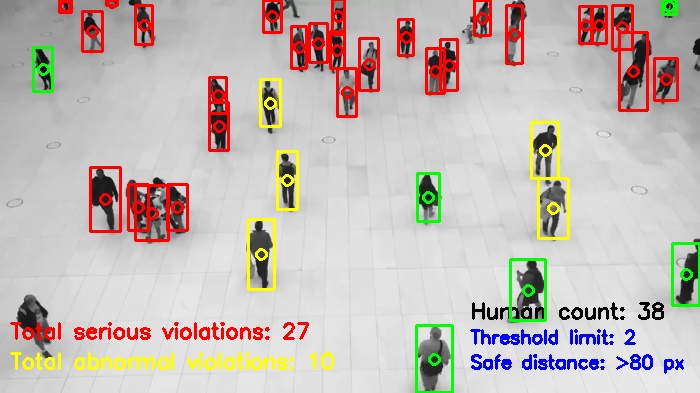 Human count: 38
Total serious violations: 27
Threshold limit: 2
Total abnormal violations: 10
Safe distance: >80 px